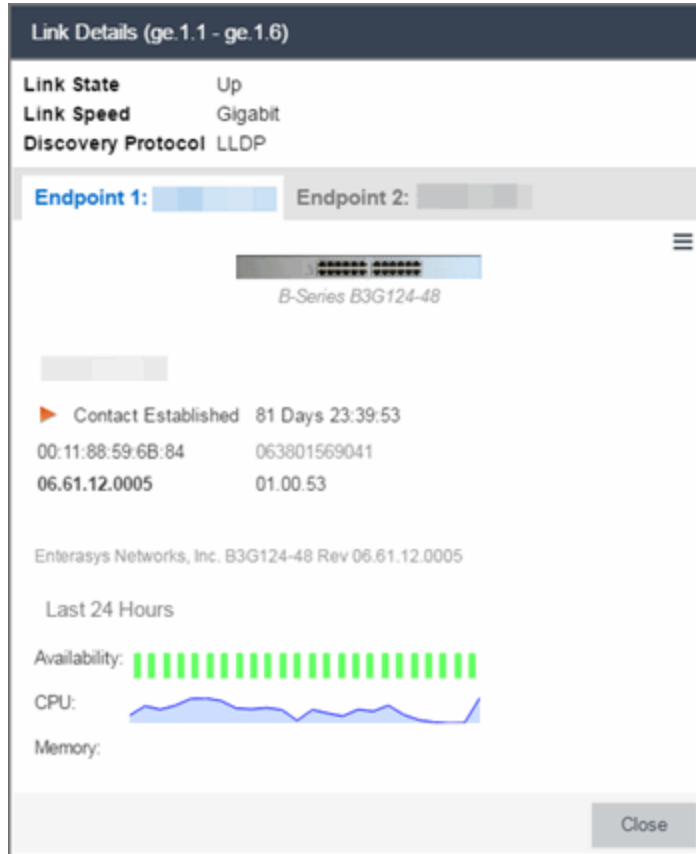 Link Details (ge.1.1 - ge.1.6)
Link State Up
Link Speed Gigabit
Discovery Protocol LLDP
Endpoint 1: Endpoint 2:
B-Series B3G124-48
Contact Established 81 Days 23:39:53
00:11:88:59:6B:84 063801569041
06.61.12.0005 01.00.53
Enterasys Networks, Inc. B3G124-48 Rev 06.61.12.0005
Last 24 Hours
Availability:
CPU:
Memory:
Close